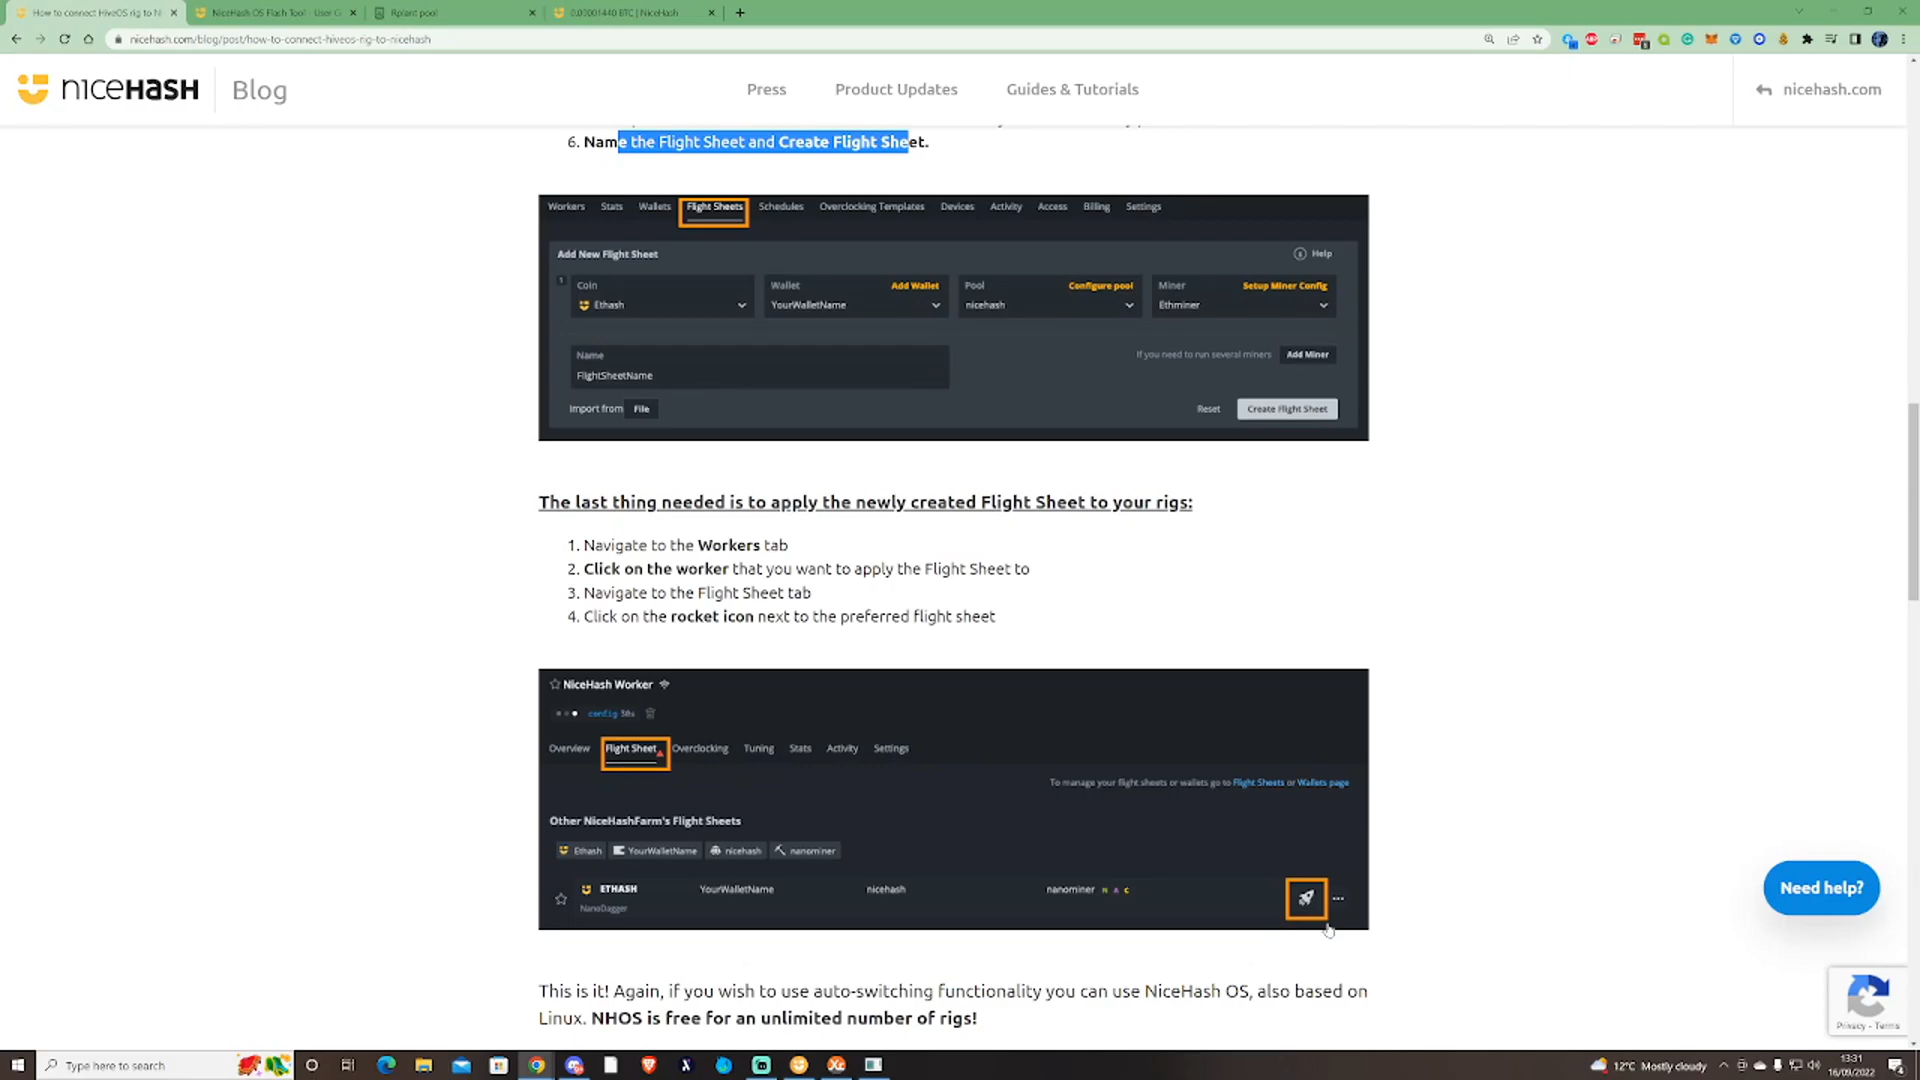 How to connect HiveOS rig to N
NiceHash OS Flash Tool - User G
Rplant pool
0.00001440 BTC | NiceHash
nicehash.com/blog/post/how-to-connect-hiveos-rig-to-nicehash
nicehash Blog
Press
Product Updates
Guides & Tutorials
nicehash.com
6. Name the Flight Sheet and Create Flight Sheet.
Workers Stats Wallets Flight Sheets Schedules Overclocking Templates Devices Activity Access Billing Settings
Add New Flight Sheet
Help
1 Coin Wallet Add Wallet Pool Configure pool Miner Setup Miner Config
Ethash YourWalletName nicehash Ethminer
Name
If you need to run several miners Add Miner
FlightSheetName
Import from File
Reset Create Flight Sheet
The last thing needed is to apply the newly created Flight Sheet to your rigs:
1. Navigate to the Workers tab
2. Click on the worker that you want to apply the Flight Sheet to
3. Navigate to the Flight Sheet tab
4. Click on the rocket icon next to the preferred flight sheet
NiceHash Worker
config 30s
Overview Flight Sheet Overclocking Tuning Stats Activity Settings
To manage your flight sheets or wallets go to Flight Sheets or Wallets page
Other NiceHashFarm's Flight Sheets
Ethash YourWalletName nicehash nanominer
ETHASH YourWalletName nicehash nanominer N A C
NanoDagger
Need help?
This is it! Again, if you wish to use auto-switching functionality you can use NiceHash OS, also based on
Linux. NHOS is free for an unlimited number of rigs!
Privacy - Terms
Type here to search
12°C Mostly cloudy
13:31
16/09/2022